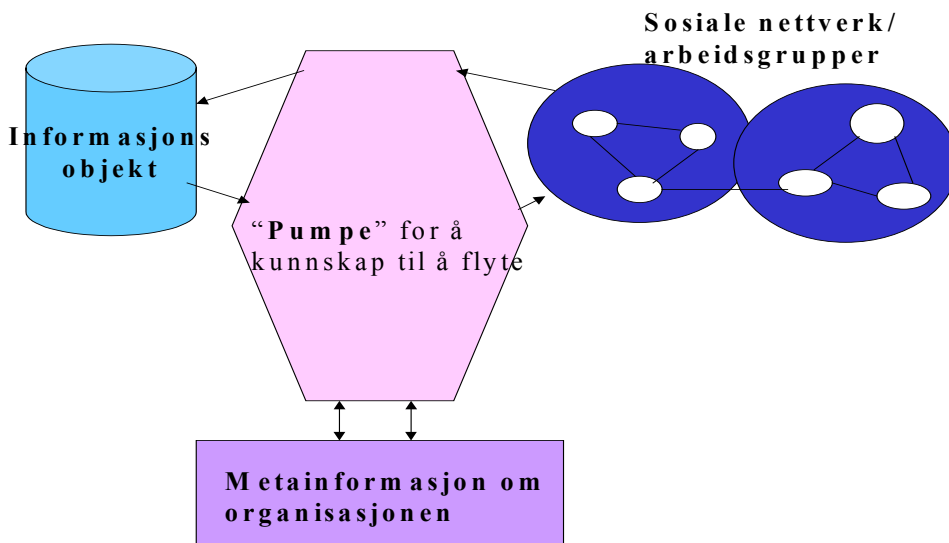 Sosiale nettverk/
arbeidsgrupper
Informasjons
objekt
“Pumpe” for å
kunnskap til å flyte
Metainformasjon om
organisasjonen